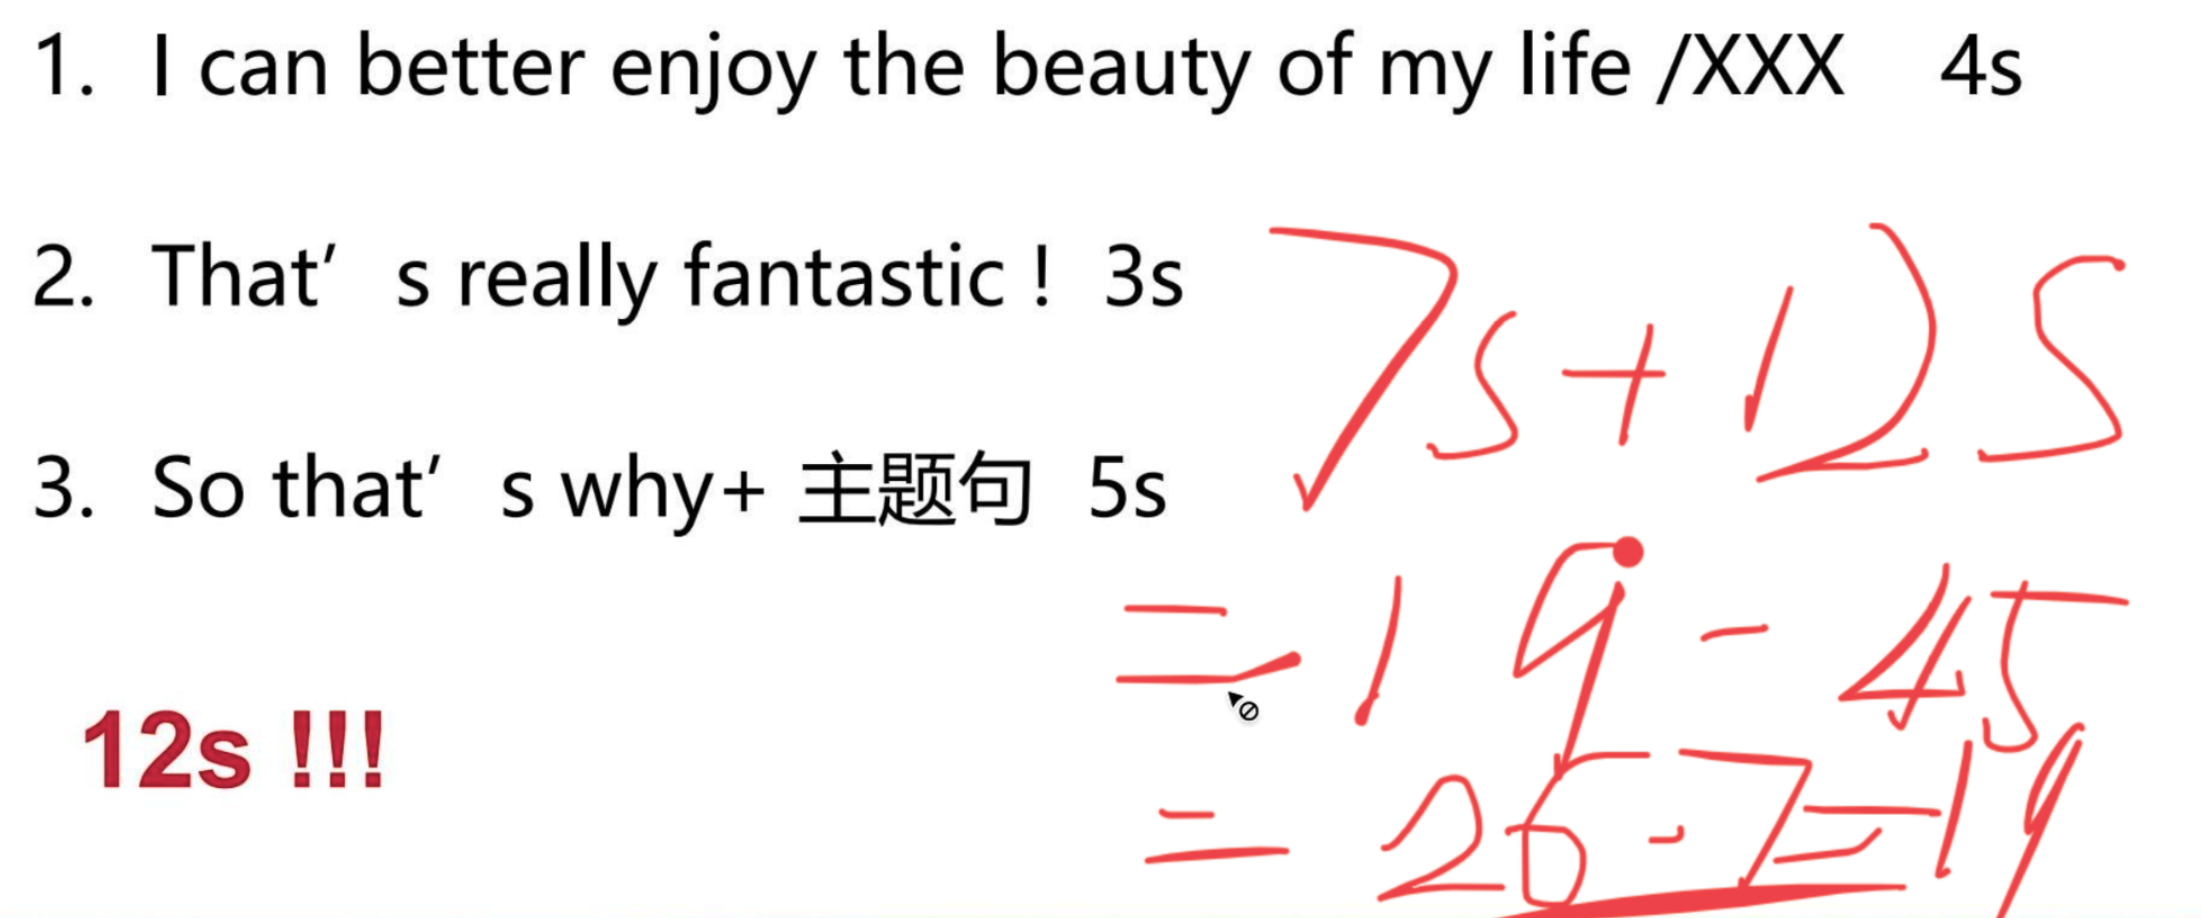 1. I can better enjoy the beauty of my life /XXX 4s
2. That’s really fantastic！ 3s
7s+12s
3. So that’s why+ 主题句 5s
=19-45
12s !!!
=26-7=19